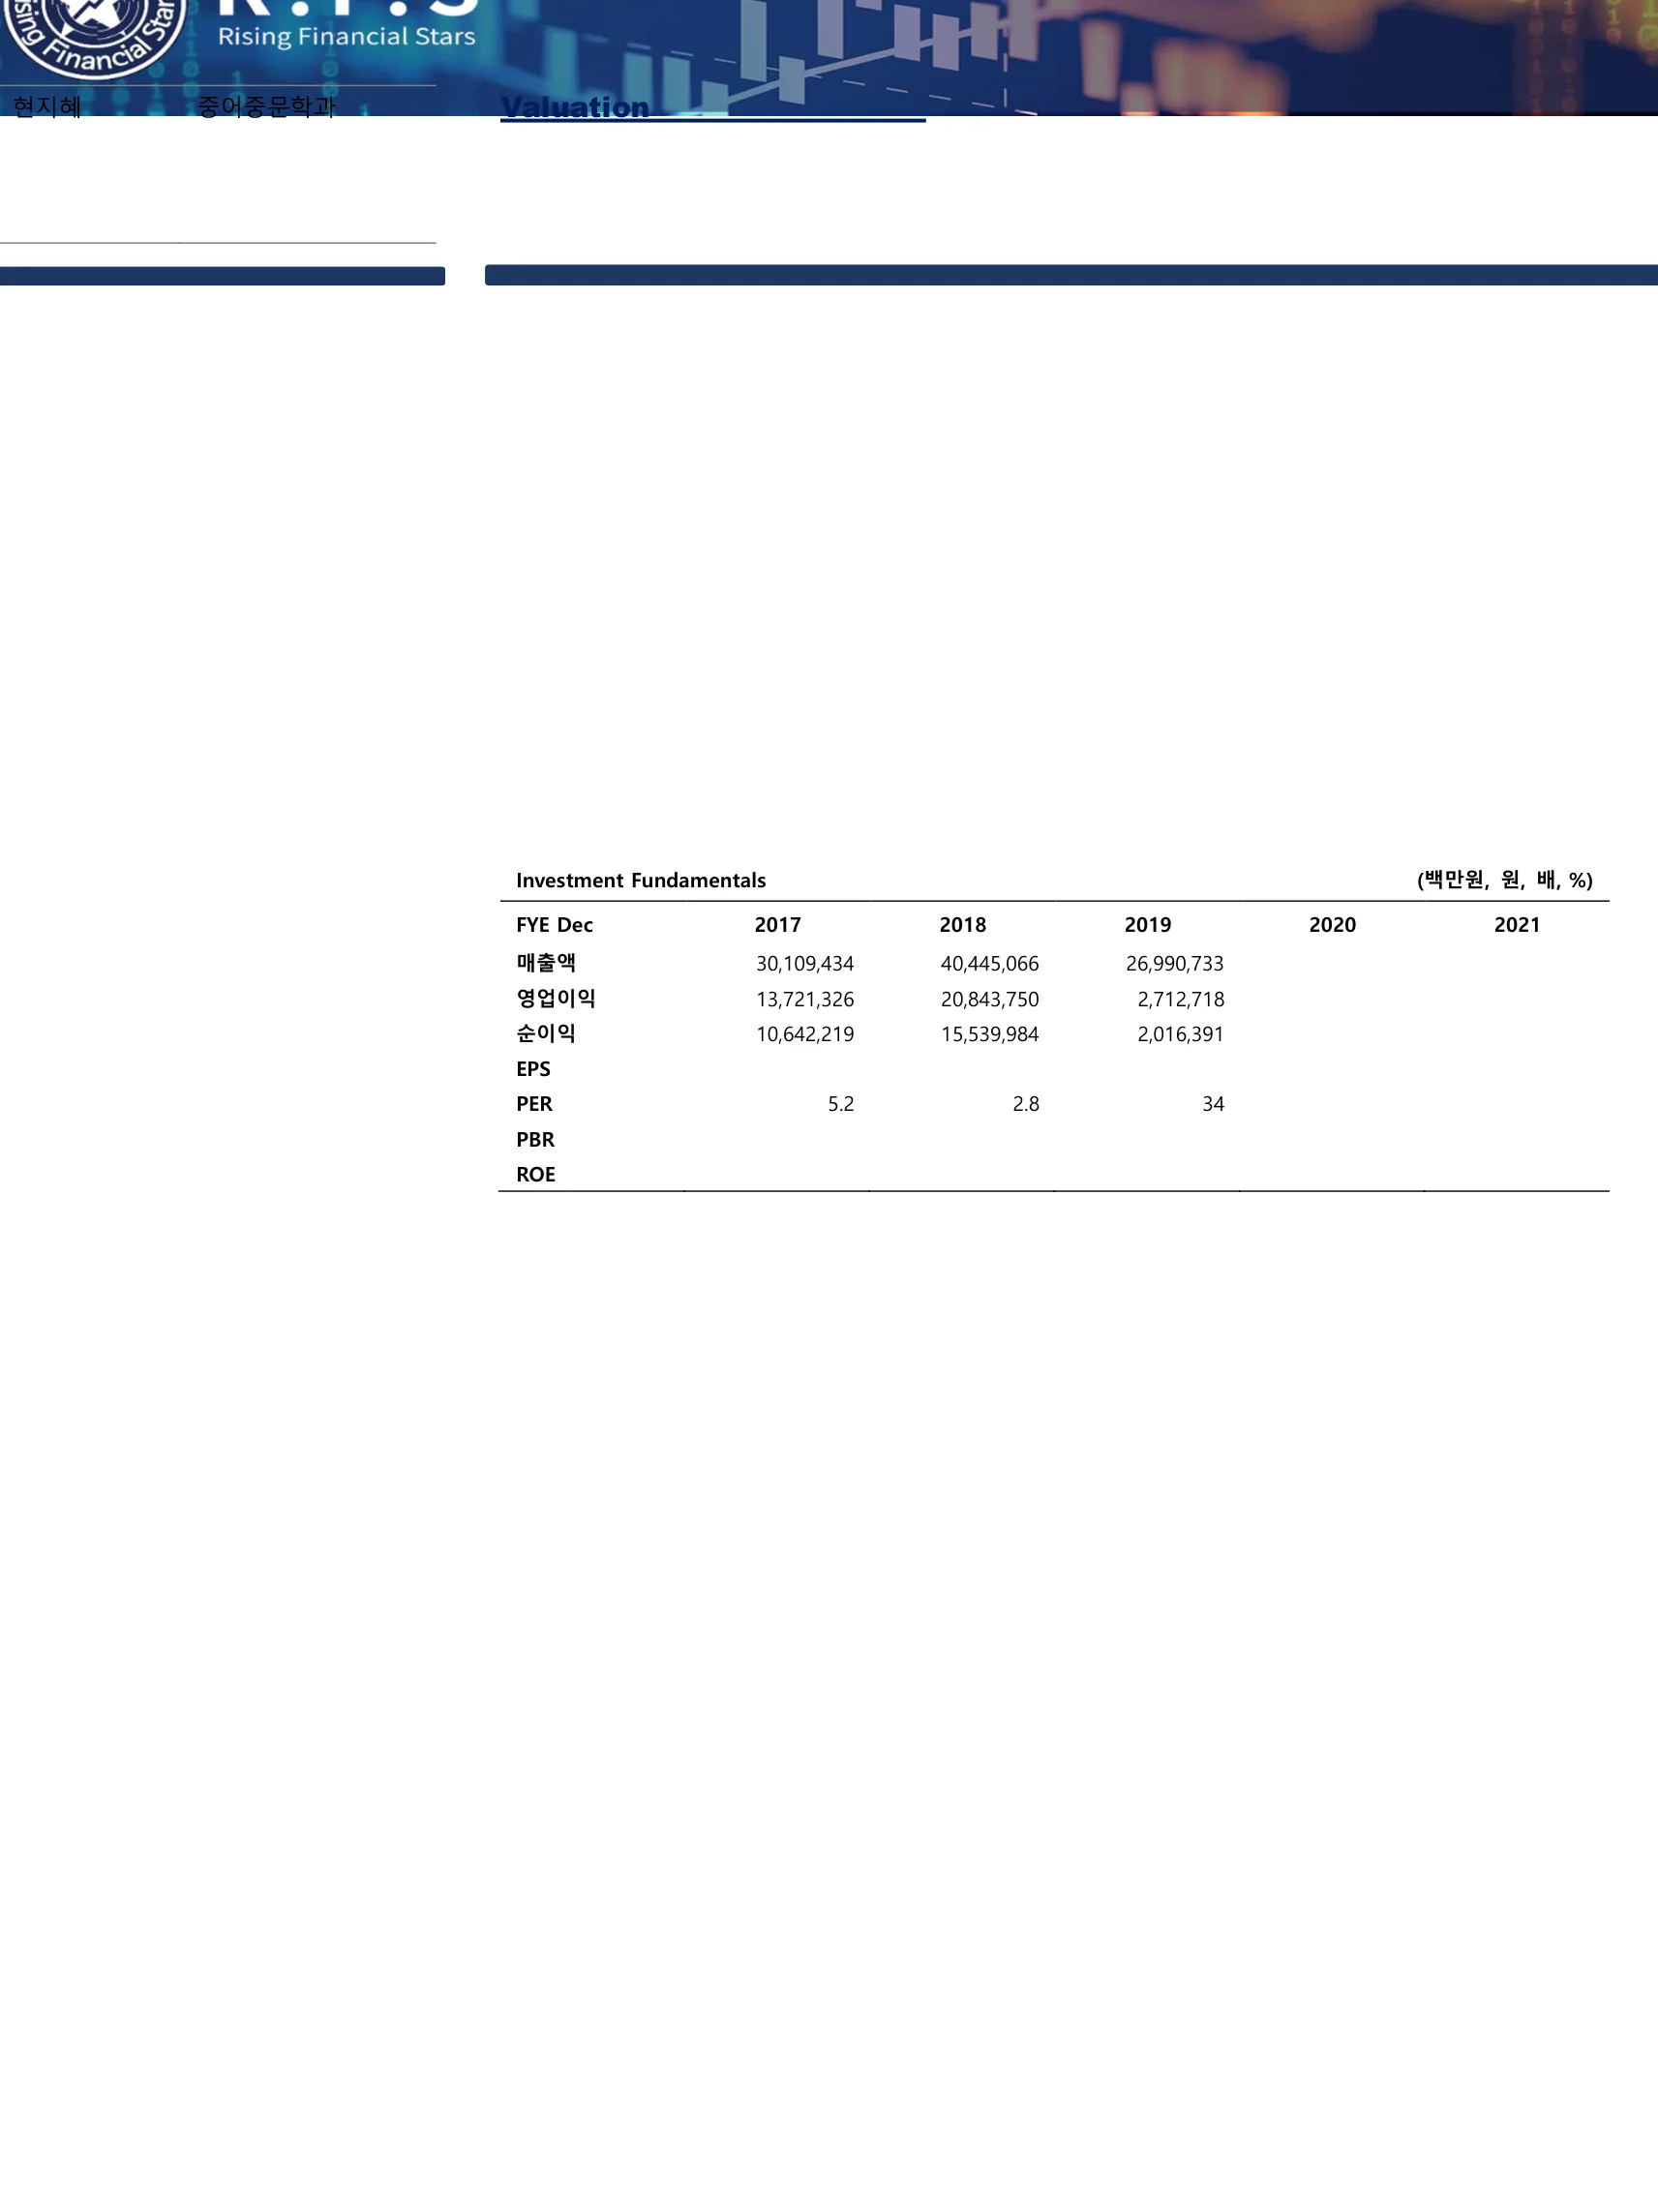 R.F.S
Rising Financial Stars
현지혜 중어중문학과
Valuation
Investment Fundamentals (백만원, 원, 배, %)
FYE Dec 2017 2018 2019 2020 2021
매출액 30,109,434 40,445,066 26,990,733
영업이익 13,721,326 20,843,750 2,712,718
순이익 10,642,219 15,539,984 2,016,391
EPS
PER 5.2 2.8 34
PBR
ROE